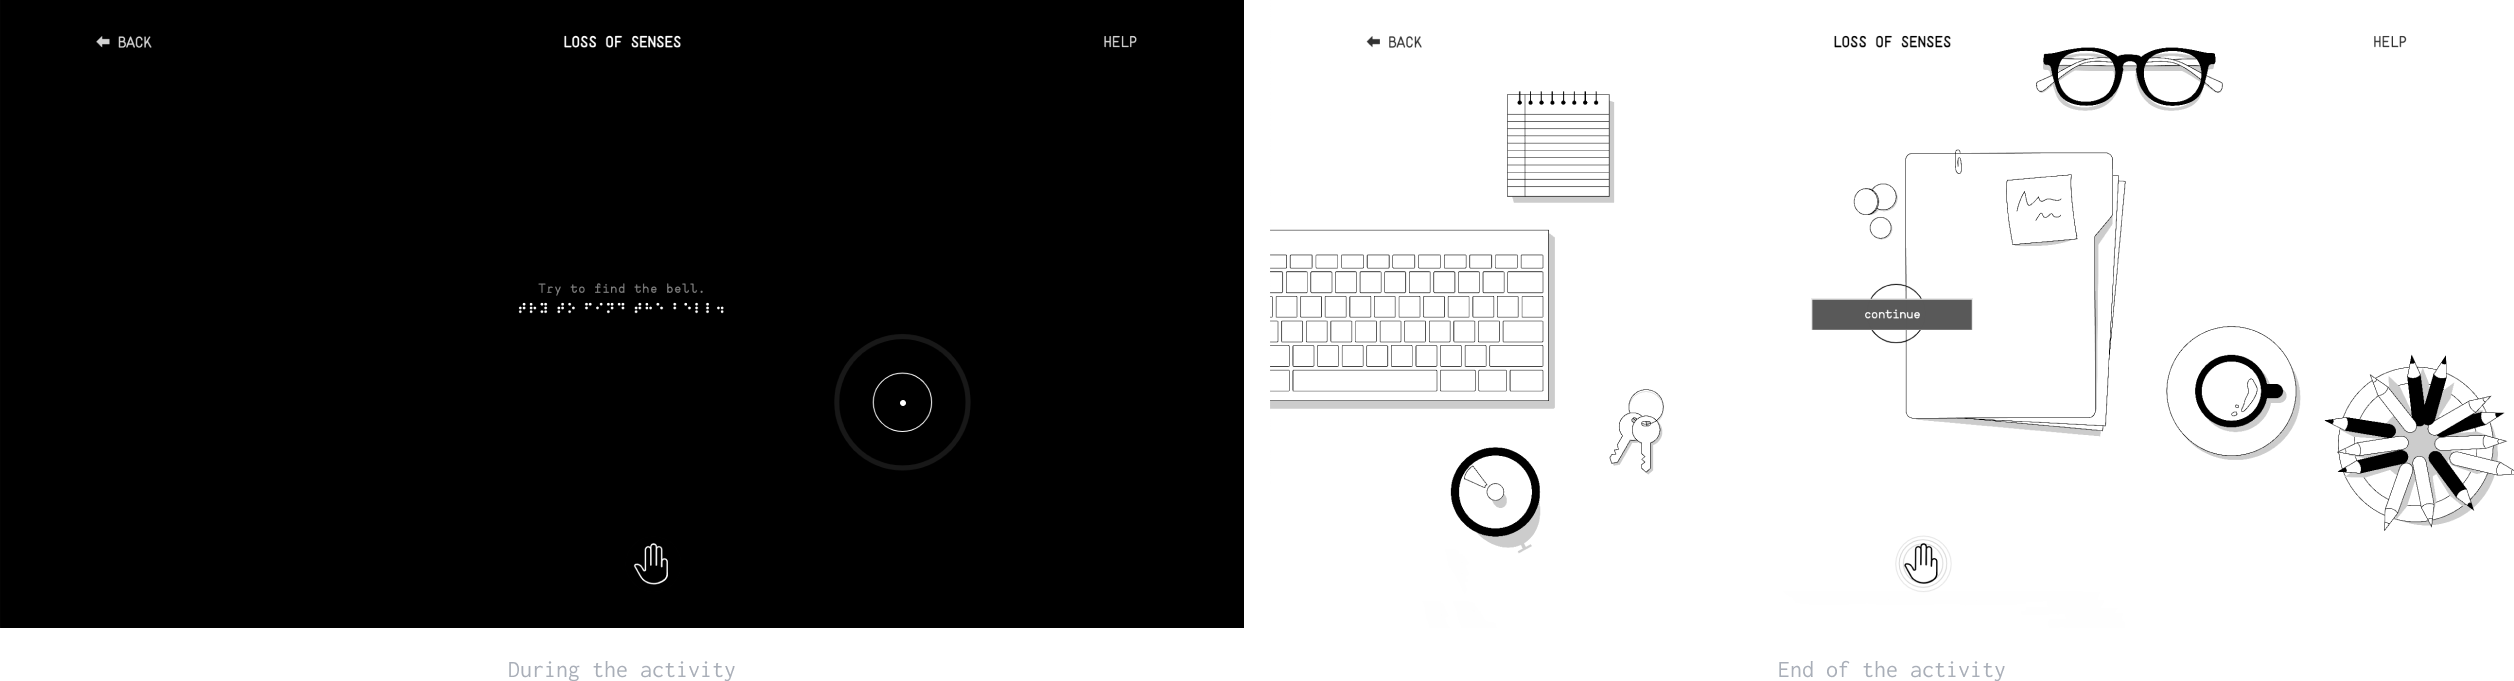 BACK
LOSS OF SENSES
HELP
Try to find the bell.
⠞⠗⠽ ⠞⠕ ⠋⠊⠝⠙ ⠞⠓⠑ ⠃⠑⠇⠇⠲
During the activity
BACK
LOSS OF SENSES
HELP
continue
End of the activity